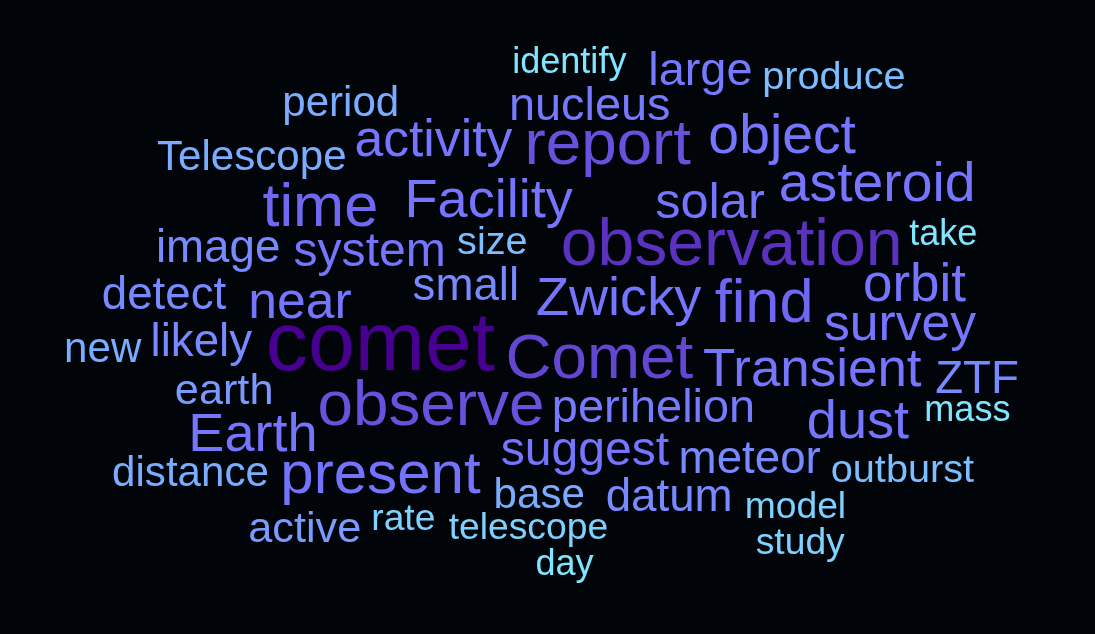 identify
large
produce
period
nucleus
activity
report
object
Telescope
time
Facility
solar
asteroid
image
system
size
observation
take
detect
near
small
Zwicky
find
orbit
new
likely
comet
Comet
survey
Transient
ZTF
earth
observe
perihelion
dust
mass
Earth
suggest
meteor
outburst
distance
present
base
datum
model
active
rate
telescope
study
day